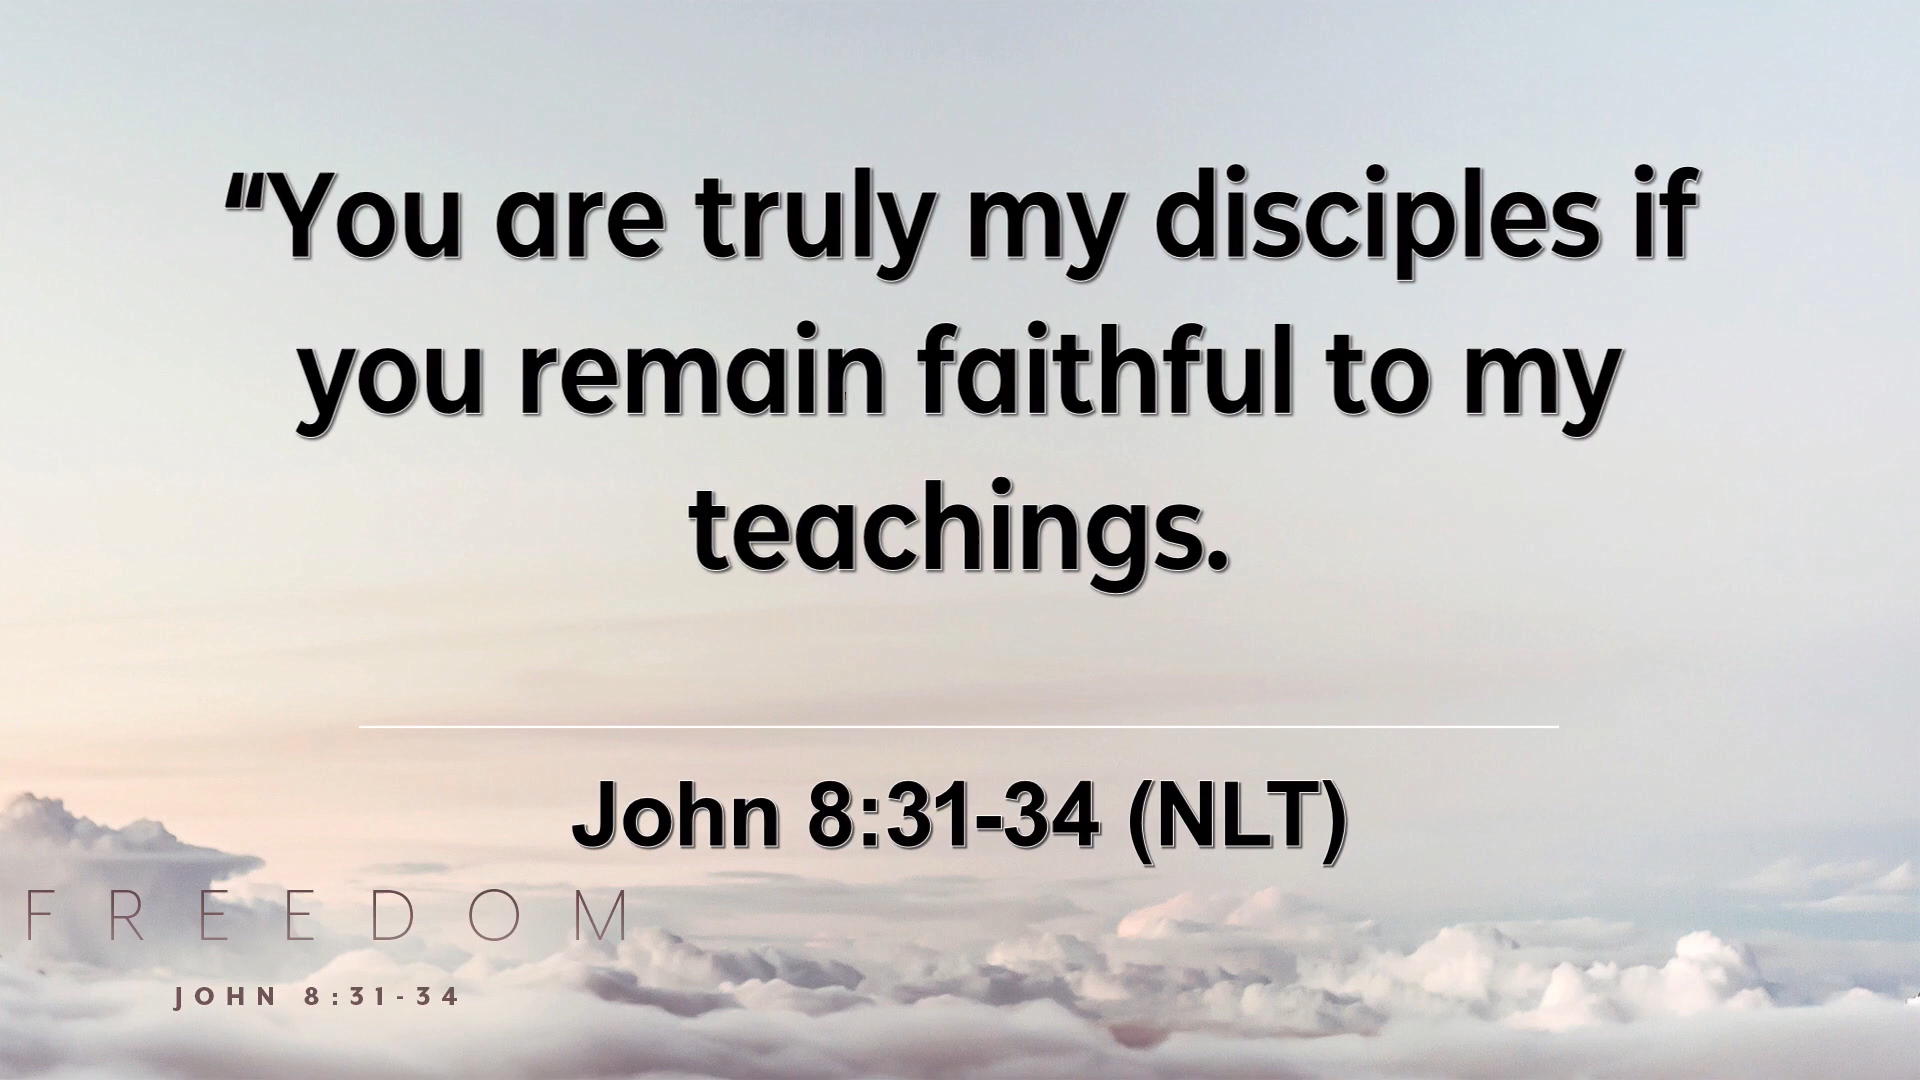 “You are truly my disciples if
you remain faithful to my
teachings.
John 8:31-34 (NLT)
FREEDOM
JOHN 8:31-34